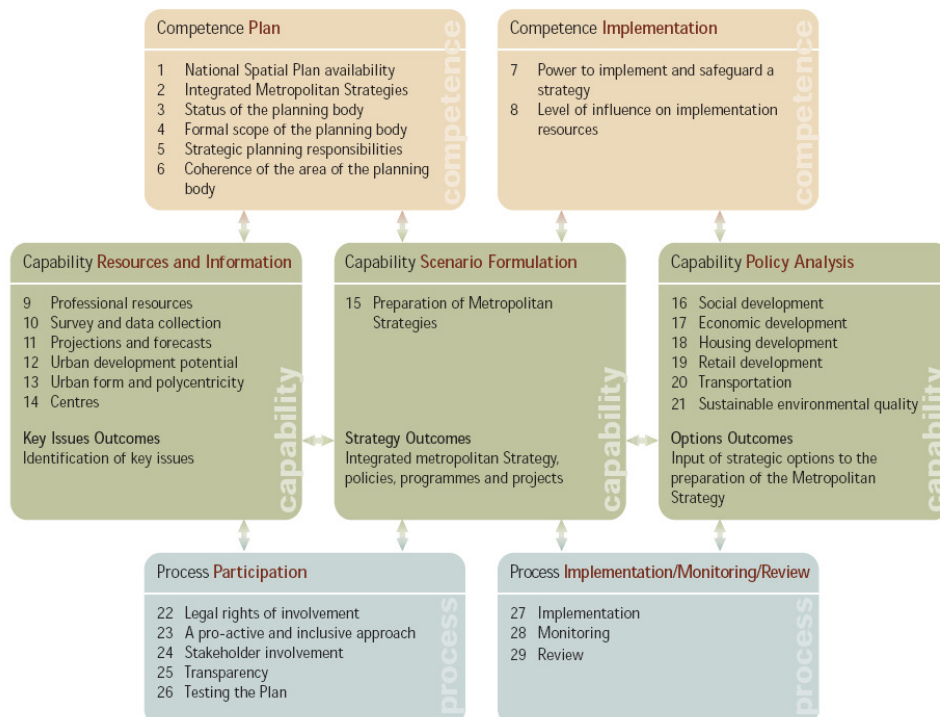 Competence Plan
1 National Spatial Plan availability
2 Integrated Metropolitan Strategies
3 Status of the planning body
4 Formal scope of the planning body
5 Strategic planning responsibilities
6 Coherence of the area of the planning
body
competence
Competence Implementation
7 Power to implement and safeguard a
strategy
8 Level of influence on implementation
resources
competence
Capability Resources and Information
9 Professional resources
10 Survey and data collection
11 Projections and forecasts
12 Urban development potential
13 Urban form and polycentricity
14 Centres
Key Issues Outcomes
Identification of key issues
capability
Capability Scenario Formulation
15 Preparation of Metropolitan
Strategies
Strategy Outcomes
Integrated metropolitan Strategy,
policies, programmes and projects
capability
Capability Policy Analysis
16 Social development
17 Economic development
18 Housing development
19 Retail development
20 Transportation
21 Sustainable environmental quality
Options Outcomes
Input of strategic options to the
preparation of the Metropolitan
Strategy
capability
Process Participation
22 Legal rights of involvement
23 A pro-active and inclusive approach
24 Stakeholder involvement
25 Transparency
26 Testing the Plan
process
Process Implementation/Monitoring/Review
27 Implementation
28 Monitoring
29 Review
process